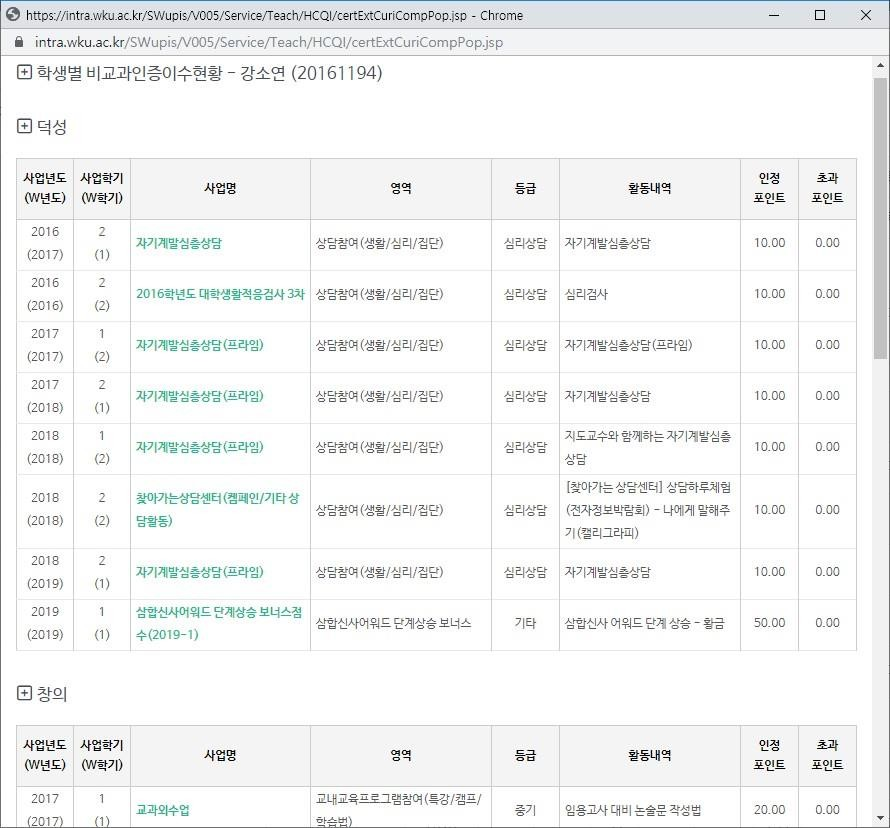 https://intra.wku.ac.kr/SWupis/V005/Service/Teach/HCQI/certExtCuriCompPop.jsp - Chrome
intra.wku.ac.kr/SWupis/V005/Service/Teach/HCQI/certExtCuriCompPop.jsp
학생별 비교과인증이수현황 - 강소연 (20161194)
덕성
사업년도 (W년도) 사업학기 (W학기) 사업명 영역 등급 활동내역 인정 포인트 초과 포인트
2016 (2017) 2 (1) 자기계발심층상담 상담참여(생활/심리/집단) 심리상담 자기계발심층상담 10.00 0.00
2016 (2016) 2 (2) 2016학년도 대학생활적응검사 3차 상담참여(생활/심리/집단) 심리상담 심리검사 10.00 0.00
2017 (2017) 1 (2) 자기계발심층상담(프라임) 상담참여(생활/심리/집단) 심리상담 자기계발심층상담(프라임) 10.00 0.00
2017 (2018) 2 (1) 자기계발심층상담(프라임) 상담참여(생활/심리/집단) 심리상담 자기계발심층상담 10.00 0.00
2018 (2018) 1 (2) 자기계발심층상담(프라임) 상담참여(생활/심리/집단) 심리상담 지도교수와 함께하는 자기계발심층상담 10.00 0.00
2018 (2018) 2 (2) 찾아가는상담센터(켐페인/기타 상담활동) 상담참여(생활/심리/집단) 심리상담 [찾아가는 상담센터] 상담하루체험(전자정보박람회) - 나에게 말해주기(캘리그라피) 10.00 0.00
2018 (2019) 2 (1) 자기계발심층상담(프라임) 상담참여(생활/심리/집단) 심리상담 자기계발심층상담 10.00 0.00
2019 (2019) 1 (1) 삼합신사어워드 단계상승 보너스점수(2019-1) 삼합신사어워드 단계상승 보너스 기타 삼합신사 어워드 단계 상승 - 황금 50.00 0.00
창의
사업년도 (W년도) 사업학기 (W학기) 사업명 영역 등급 활동내역 인정 포인트 초과 포인트
2017 (2017) 1 (1) 교과외수업 교내교육프로그램참여(특강/캠프/학습법) 중기 임용고사 대비 논술문 작성법 20.00 0.00